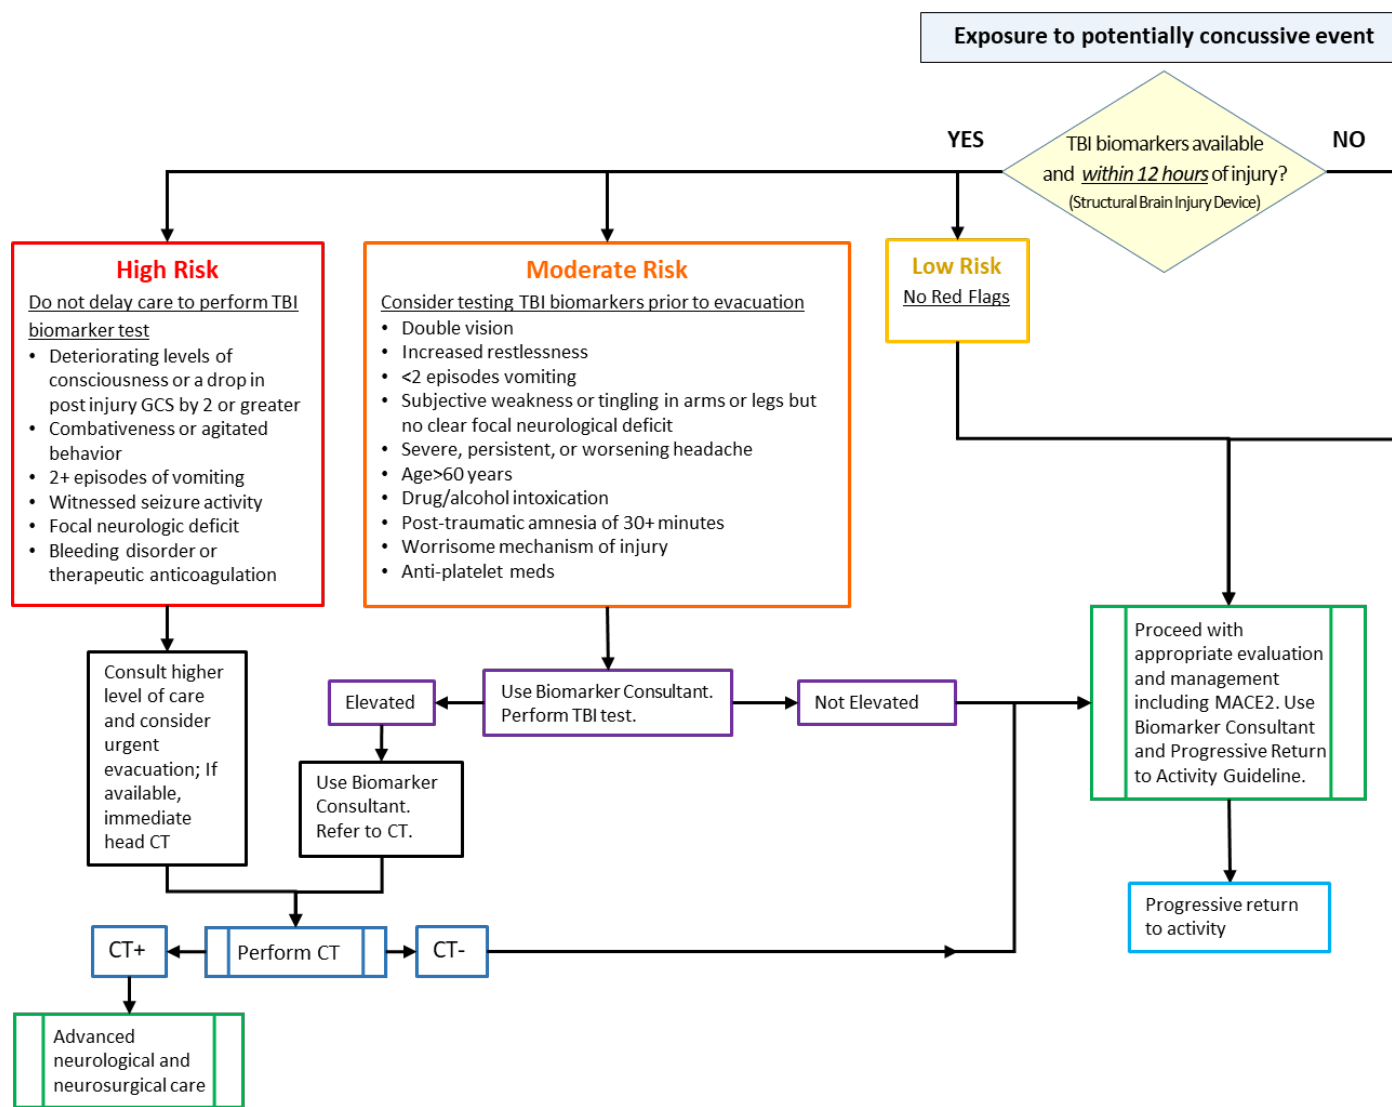 Exposure to potentially concussive event
YES
TBI biomarkers available
and within 12 hours of injury?
(Structural Brain Injury Device)
NO
High Risk
Do not delay care to perform TBI
biomarker test
• Deteriorating levels of
consciousness or a drop in
post injury GCS by 2 or greater
• Combativeness or agitated
behavior
• 2+ episodes of vomiting
• Witnessed seizure activity
• Focal neurologic deficit
• Bleeding disorder or
therapeutic anticoagulation
Moderate Risk
Consider testing TBI biomarkers prior to evacuation
• Double vision
• Increased restlessness
• <2 episodes vomiting
• Subjective weakness or tingling in arms or legs but
no clear focal neurological deficit
• Severe, persistent, or worsening headache
• Age>60 years
• Drug/alcohol intoxication
• Post-traumatic amnesia of 30+ minutes
• Worrisome mechanism of injury
• Anti-platelet meds
Low Risk
No Red Flags
Consult higher
level of care
and consider
urgent
evacuation; If
available,
immediate
head CT
Elevated
Use Biomarker Consultant.
Perform TBI test.
Not Elevated
Use Biomarker
Consultant.
Refer to CT.
Proceed with
appropriate evaluation
and management
including MACE2. Use
Biomarker Consultant
and Progressive Return
to Activity Guideline.
Progressive return
to activity
CT+
Perform CT
CT-
Advanced
neurological and
neurosurgical care